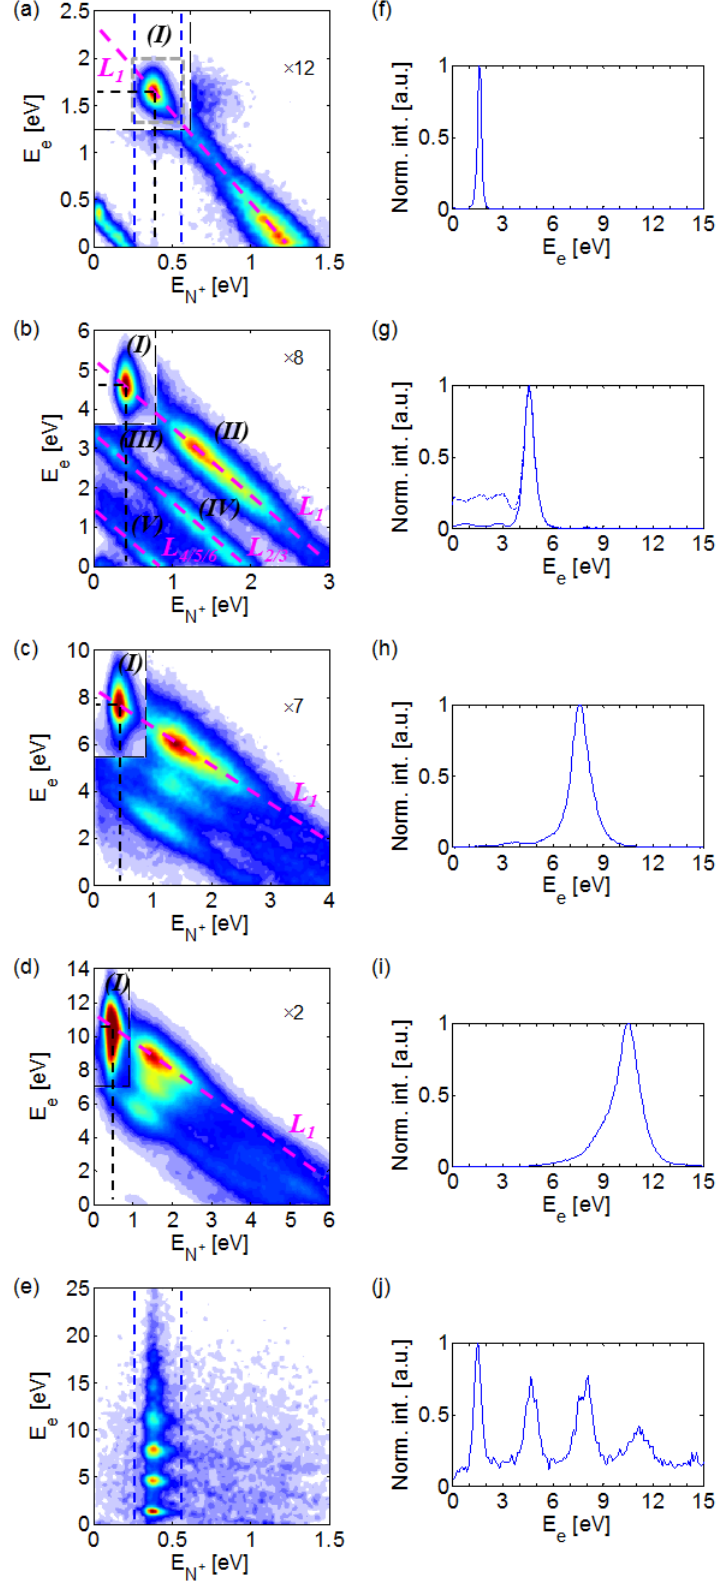 (a)
2.5
2
1.5
1
0.5
0
E_e [eV]
(I)
L_1
×12
0 0.5 1 1.5
E_N+ [eV]
(f)
1
0.5
0
Norm. int. [a.u.]
0 3 6 9 12 15
E_e [eV]
(b)
6
5
4
3
2
1
0
E_e [eV]
(I)
×8
(II)
(III)
(IV)
(V)
L_1
L_2/3
L_4/5/6
0 1 2 3
E_N+ [eV]
(g)
1
0.5
0
Norm. int. [a.u.]
0 3 6 9 12 15
E_e [eV]
(c)
10
8
6
4
2
0
E_e [eV]
(I)
×7
L_1
0 1 2 3 4
E_N+ [eV]
(h)
1
0.5
0
Norm. int. [a.u.]
0 3 6 9 12 15
E_e [eV]
(d)
14
12
10
8
6
4
2
0
E_e [eV]
(I)
×2
L_1
0 1 2 3 4 5 6
E_N+ [eV]
(i)
1
0.5
0
Norm. int. [a.u.]
0 3 6 9 12 15
E_e [eV]
(e)
25
20
15
10
5
0
E_e [eV]
0 0.5 1 1.5
E_N+ [eV]
(j)
1
0.5
0
Norm. int. [a.u.]
0 3 6 9 12 15
E_e [eV]